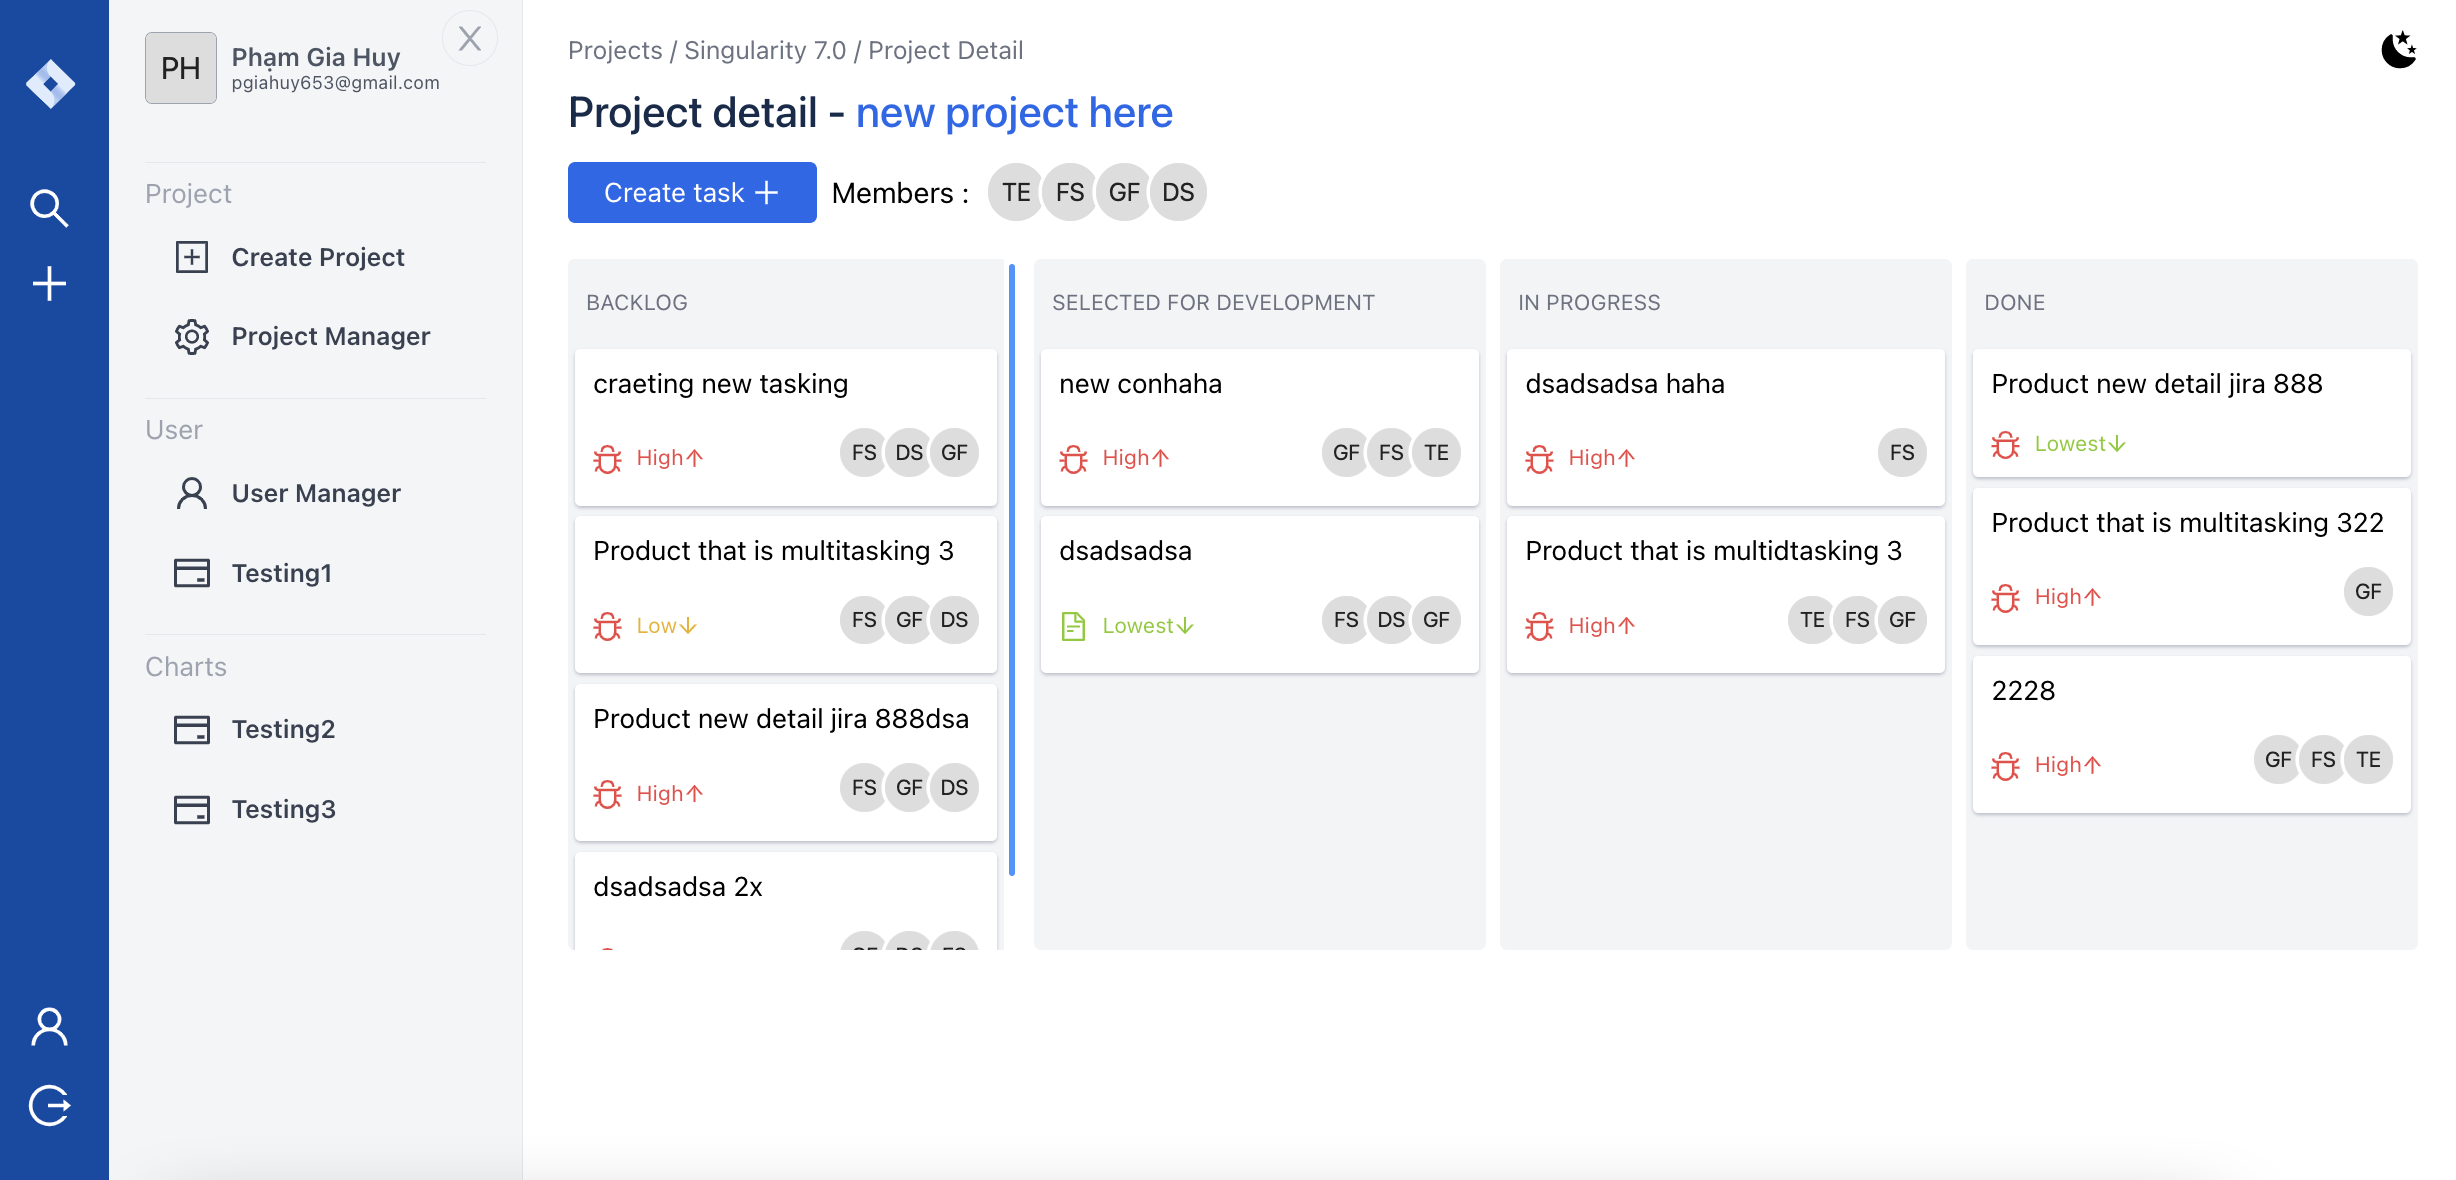 PH
Phạm Gia Huy
pgiahuy653@gmail.com
X
Project
Create Project
Project Manager
User
User Manager
Testing1
Charts
Testing2
Testing3
Projects / Singularity 7.0 / Project Detail
Project detail - new project here
Create task +
Members : TE FS GF DS
BACKLOG
craeting new tasking
High↑ FS DS GF
Product that is multitasking 3
Low↓ FS GF DS
Product new detail jira 888dsa
High↑ FS GF DS
dsadsadsa 2x
SELECTED FOR DEVELOPMENT
new conhaha
High↑ GF FS TE
dsadsadsa
Lowest↓ FS DS GF
IN PROGRESS
dsadsadsa haha
High↑ FS
Product that is multidtasking 3
High↑ TE FS GF
DONE
Product new detail jira 888
Lowest↓
Product that is multitasking 322
High↑ GF
2228
High↑ GF FS TE